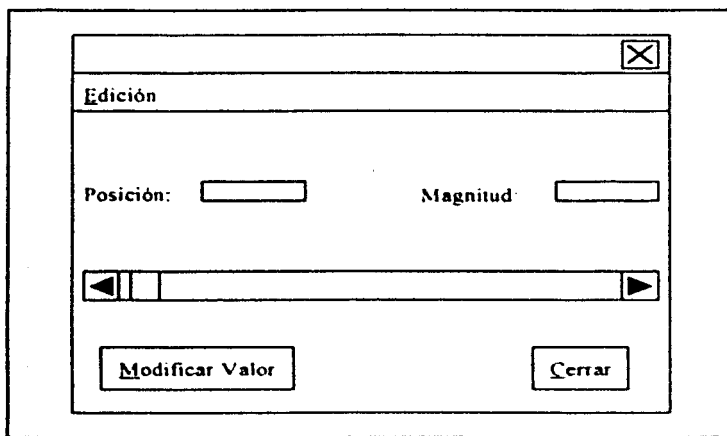 Edición
Posición:
Magnitud
Modificar Valor
Cerrar